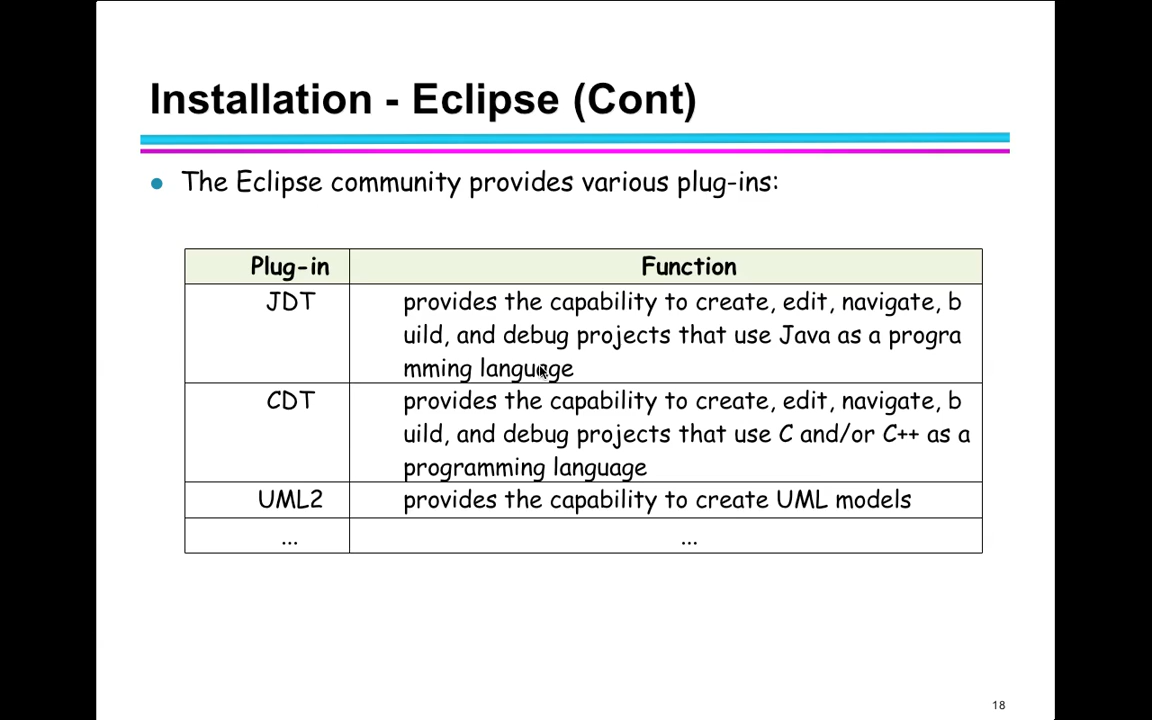 Installation - Eclipse (Cont)
The Eclipse community provides various plug-ins:
Plug-in Function
JDT provides the capability to create, edit, navigate, b
uild, and debug projects that use Java as a progra
mming language
CDT provides the capability to create, edit, navigate, b
uild, and debug projects that use C and/or C++ as a
programming language
UML2 provides the capability to create UML models
... ...
18